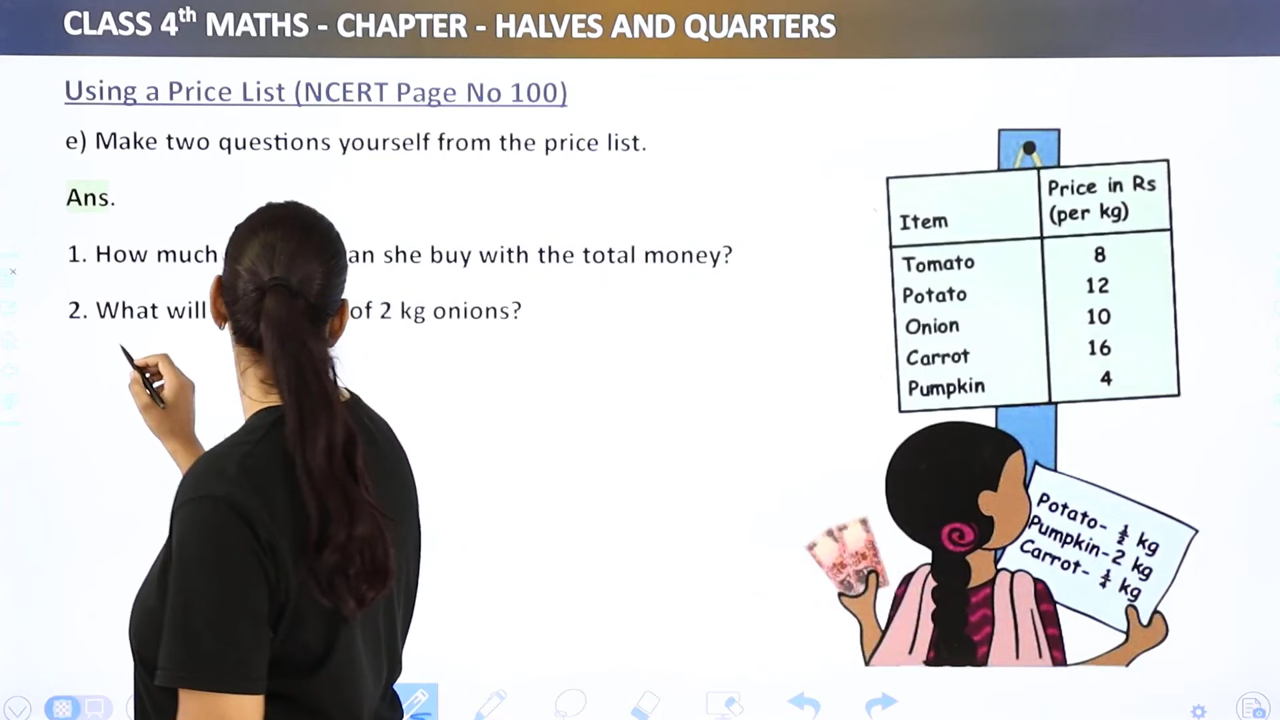 CLASS 4th MATHS - CHAPTER - HALVES AND QUARTERS
Using a Price List (NCERT Page No 100)
e) Make two questions yourself from the price list.
Ans.
1. How much an she buy with the total money?
2. What will of 2 kg onions?
Item Price in Rs (per kg)
Tomato 8
Potato 12
Onion 10
Carrot 16
Pumpkin 4
Potato- ½ kg
Pumpkin-2 kg
Carrot- ¼ kg